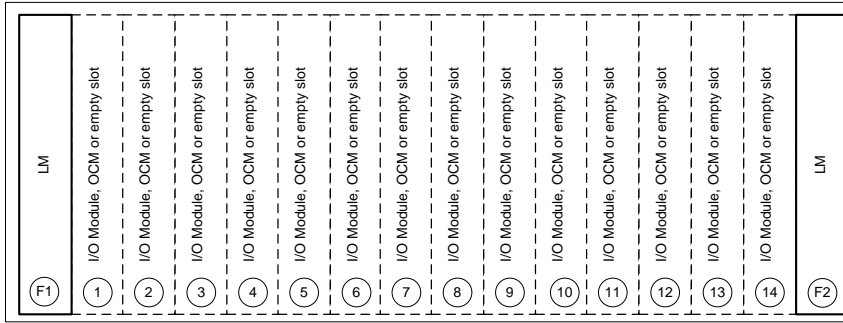 LM
I/O Module, OCM or empty slot
I/O Module, OCM or empty slot
I/O Module, OCM or empty slot
I/O Module, OCM or empty slot
I/O Module, OCM or empty slot
I/O Module, OCM or empty slot
I/O Module, OCM or empty slot
I/O Module, OCM or empty slot
I/O Module, OCM or empty slot
I/O Module, OCM or empty slot
I/O Module, OCM or empty slot
I/O Module, OCM or empty slot
I/O Module, OCM or empty slot
I/O Module, OCM or empty slot
LM
F1 1 2 3 4 5 6 7 8 9 10 11 12 13 14 F2